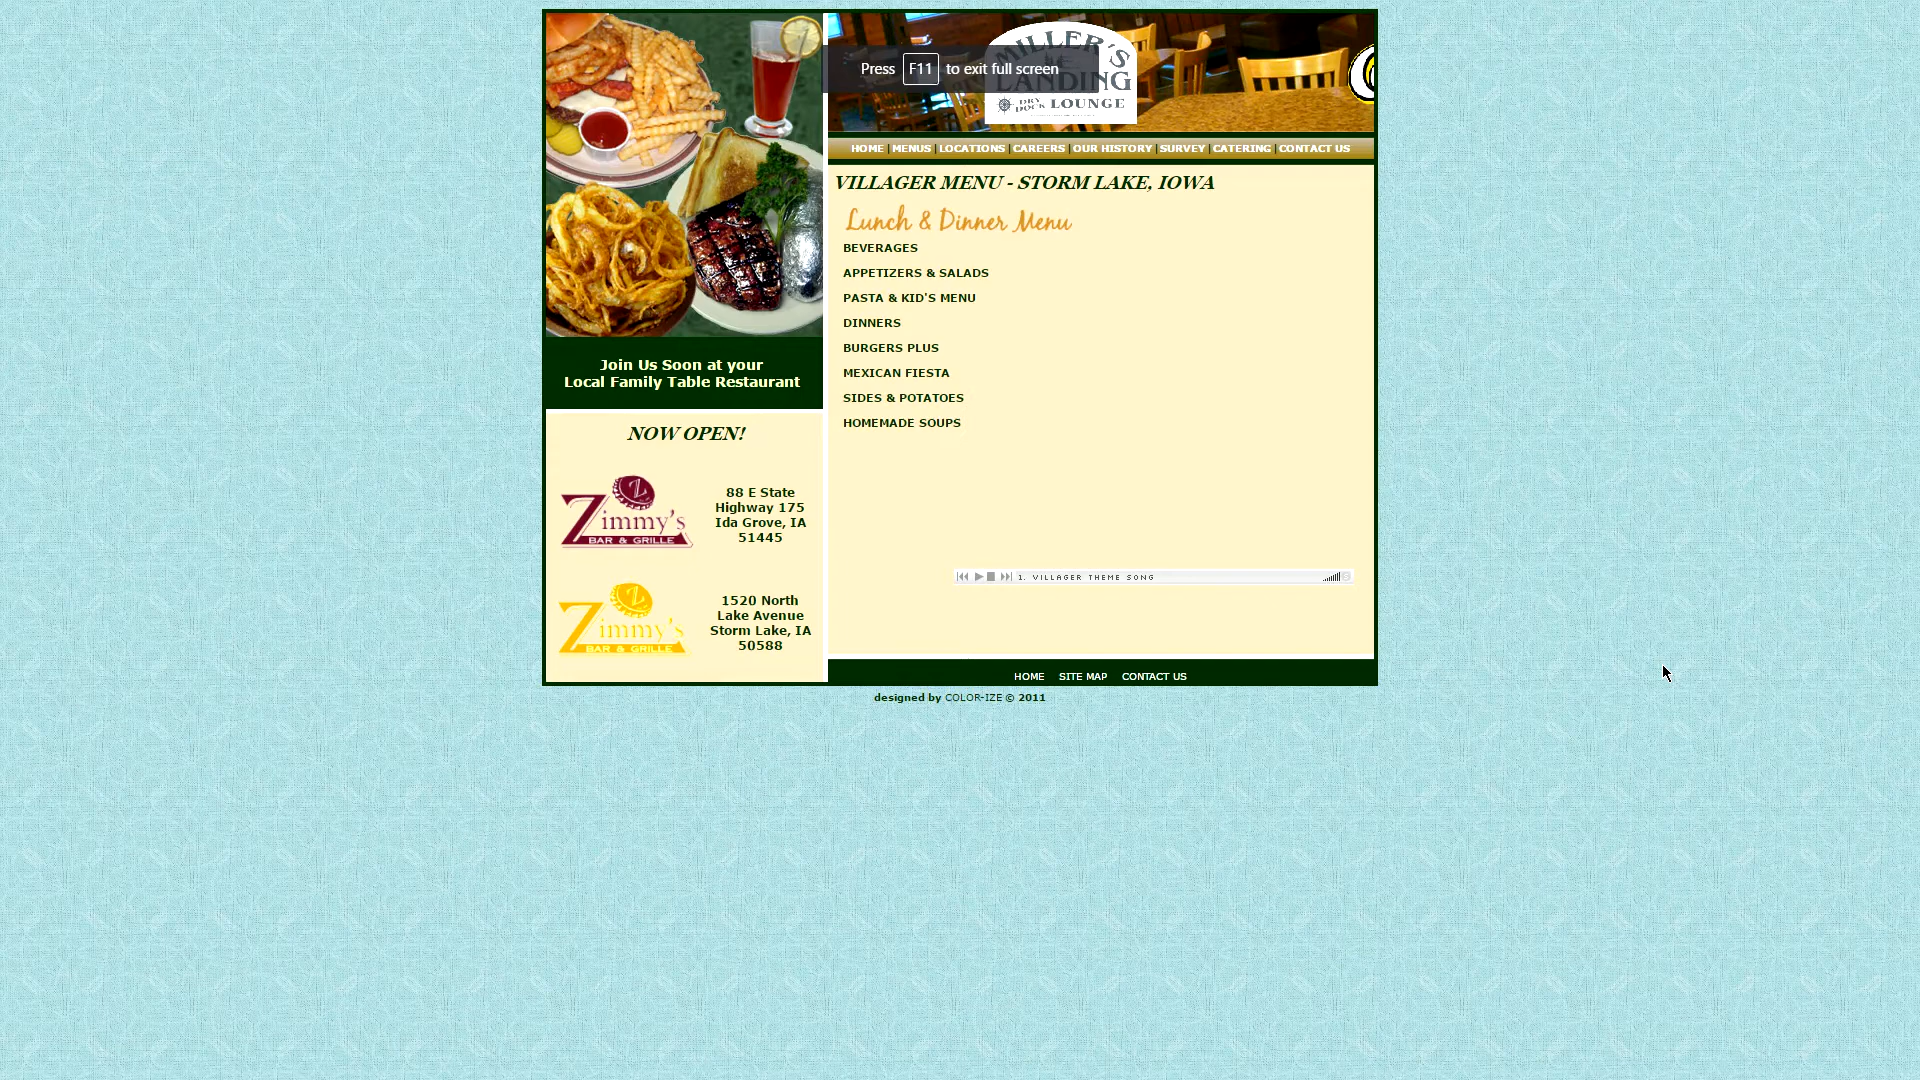 MILLER'S
LANDING
DRY DOCK LOUNGE
Press F11 to exit full screen
HOME | MENUS | LOCATIONS | CAREERS | OUR HISTORY | SURVEY | CATERING | CONTACT US
VILLAGER MENU - STORM LAKE, IOWA
Lunch & Dinner Menu
BEVERAGES
APPETIZERS & SALADS
PASTA & KID'S MENU
DINNERS
BURGERS PLUS
MEXICAN FIESTA
SIDES & POTATOES
HOMEMADE SOUPS
1. VILLAGER THEME SONG
Join Us Soon at your
Local Family Table Restaurant
NOW OPEN!
Z
Zimmy's
BAR & GRILLE
88 E State
Highway 175
Ida Grove, IA
51445
Z
Zimmy's
BAR & GRILLE
1520 North
Lake Avenue
Storm Lake, IA
50588
HOME SITE MAP CONTACT US
designed by COLOR-IZE © 2011